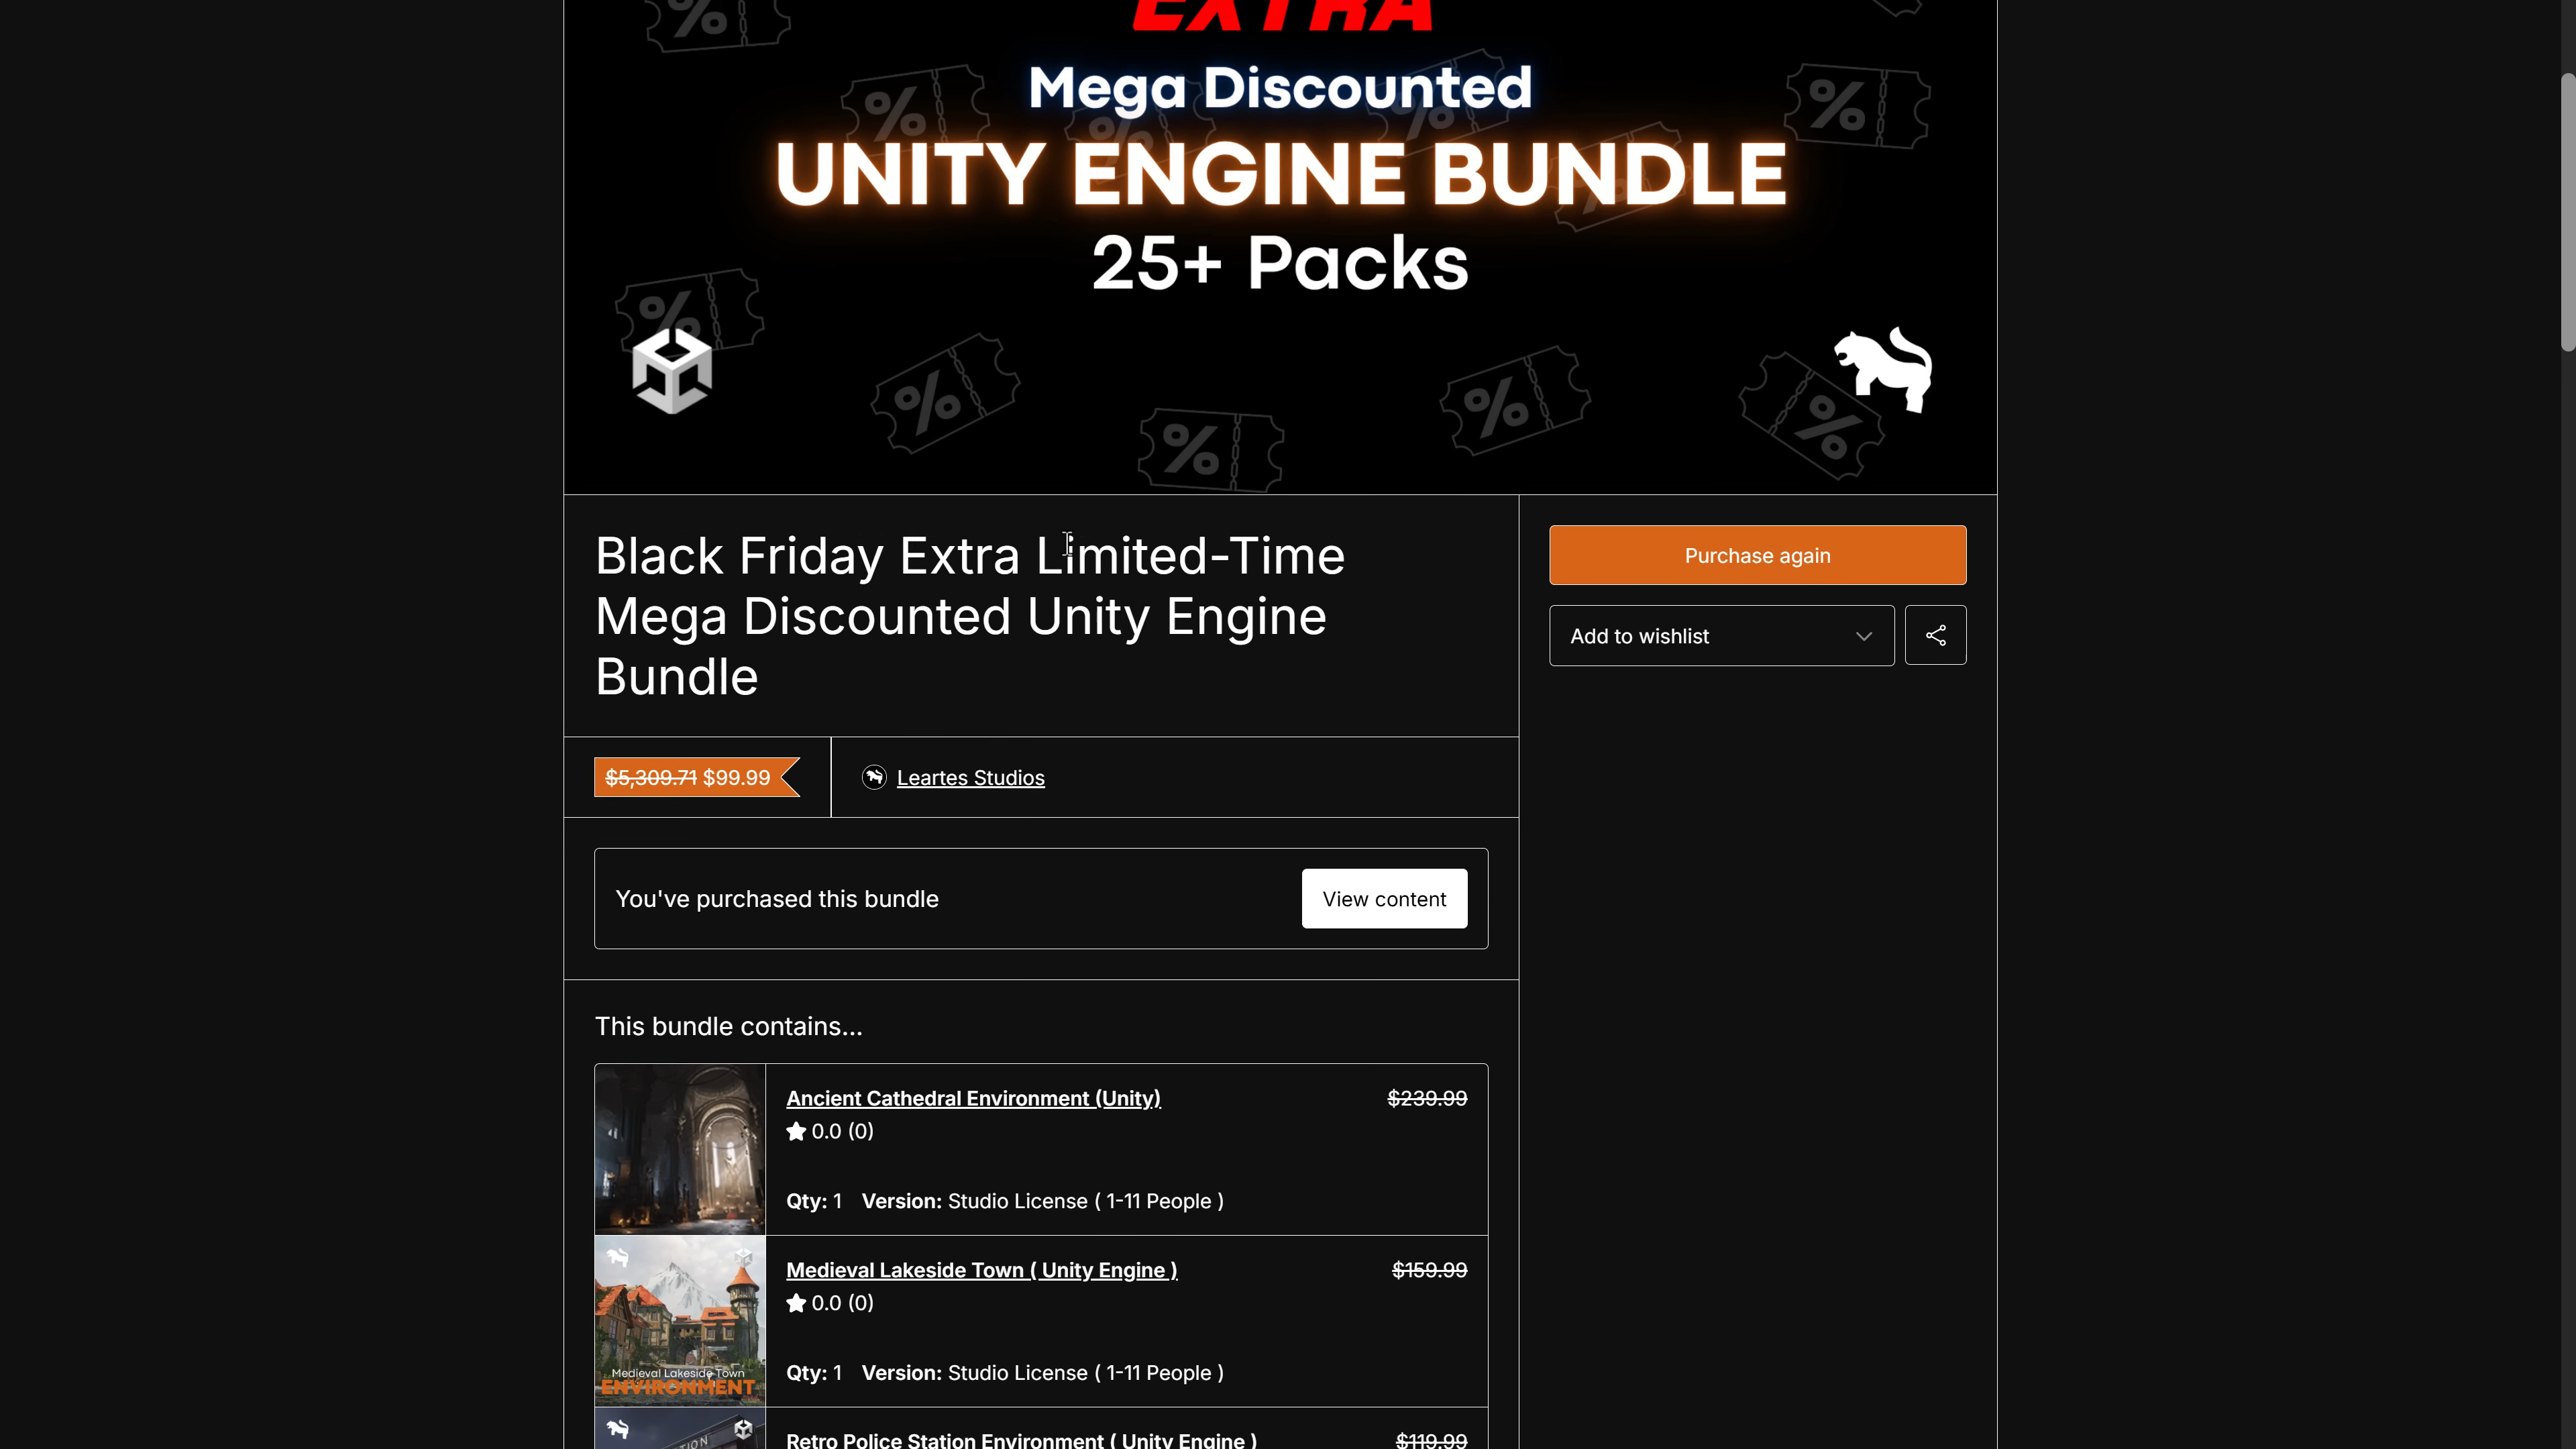 EXTRA
Mega Discounted
UNITY ENGINE BUNDLE
25+ Packs
Black Friday Extra Limited-Time
Mega Discounted Unity Engine
Bundle
Purchase again
Add to wishlist
$5,309.71 $99.99
Leartes Studios
You've purchased this bundle
View content
This bundle contains...
Ancient Cathedral Environment (Unity)
$239.99
0.0 (0)
Qty: 1 Version: Studio License ( 1-11 People )
Medieval Lakeside Town ( Unity Engine )
$159.99
0.0 (0)
Qty: 1 Version: Studio License ( 1-11 People )
Medieval Lakeside Town
ENVIRONMENT
Retro Police Station Environment ( Unity Engine )
$119.99